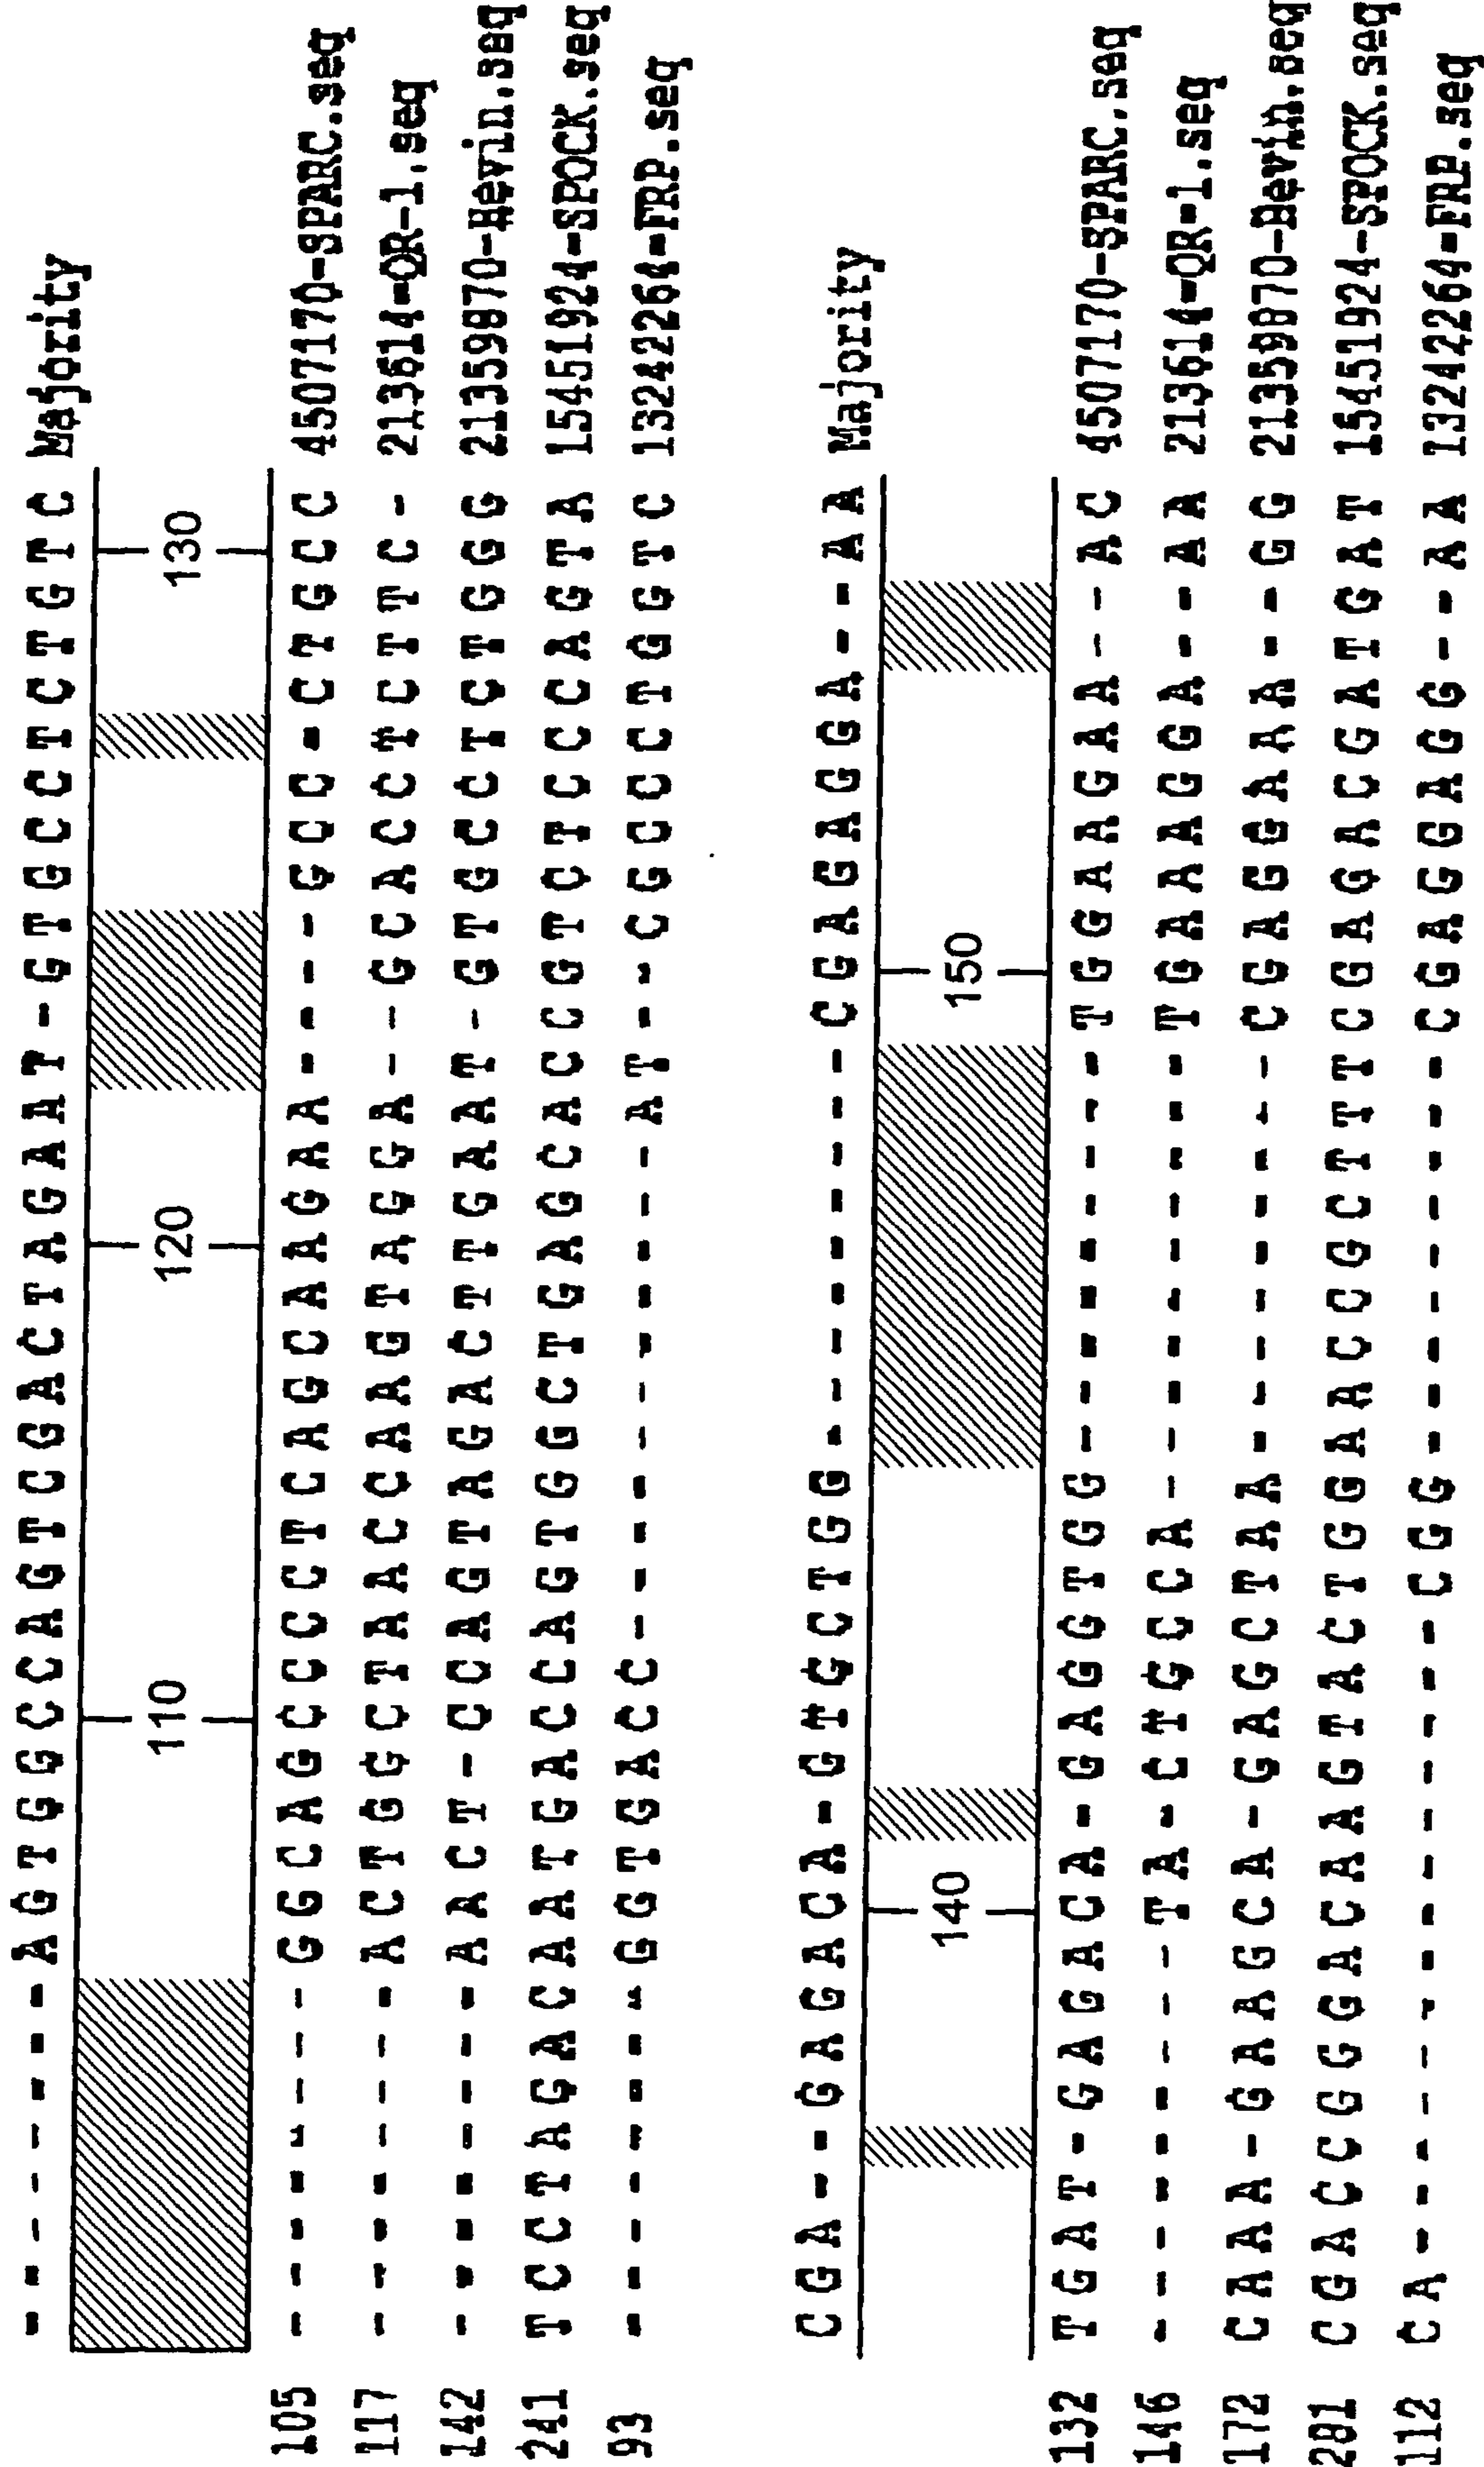 - - - - - - - - A G T G G C C A G T C G A C T A G A A T - G T G C C T C T G T C Majority
110 120 130
105 - - - - - - - - G G C A G C C C C T C A G C A A G A A - - - - G C C - C T G C C 4507170-SPARC.seq
117 - - - - - - - - A C T G G C T A A C C A A G T A G G A - - G C A C C T C T T C - 213614-QR-1.seq
142 - - - - - - - - A A C T - C C A G T A G A C T T G A A T - G T G C C T C T G G G 21359870-Hevin.seq
241 T C C T A G A C A A T G A C C A G T G G C T G A G C A C C G T C T C C C A G T A 15451924-SPOCK.seq
93 - - - - - - - - G G T G A C C - - - - - - - - - - - A T - - C G C C C T G G T C 13242264-FRP.seq
C G A - - G A G A C A - G T G C T G G - - - - - - - - - C G A G A G G A - - A A Majority
140 150
132 T G A T - G A G A C A - G A G G T G G - - - - - - - - - T G G A A G A A - - A C 4507170-SPARC.seq
146 - - - - - - - - - T A - C T G C C A - - - - - - - - - - T G A A A G G A - - A A 213614-QR-1.seq
172 C A A A - G A A G C A - G A G C T A A - - - - - - - - - C G A G G A A A - - G G 21359870-Hevin.seq
281 C G A C C G G G A C A A G T A C T G G A A C C G C T T T C G A G A C G A T G A T 15451924-SPOCK.seq
112 C A - - - - - - - - - - - - - - C G G - - - - - - - - - C G A G G A G G - - A A 13242264-FRP.seq